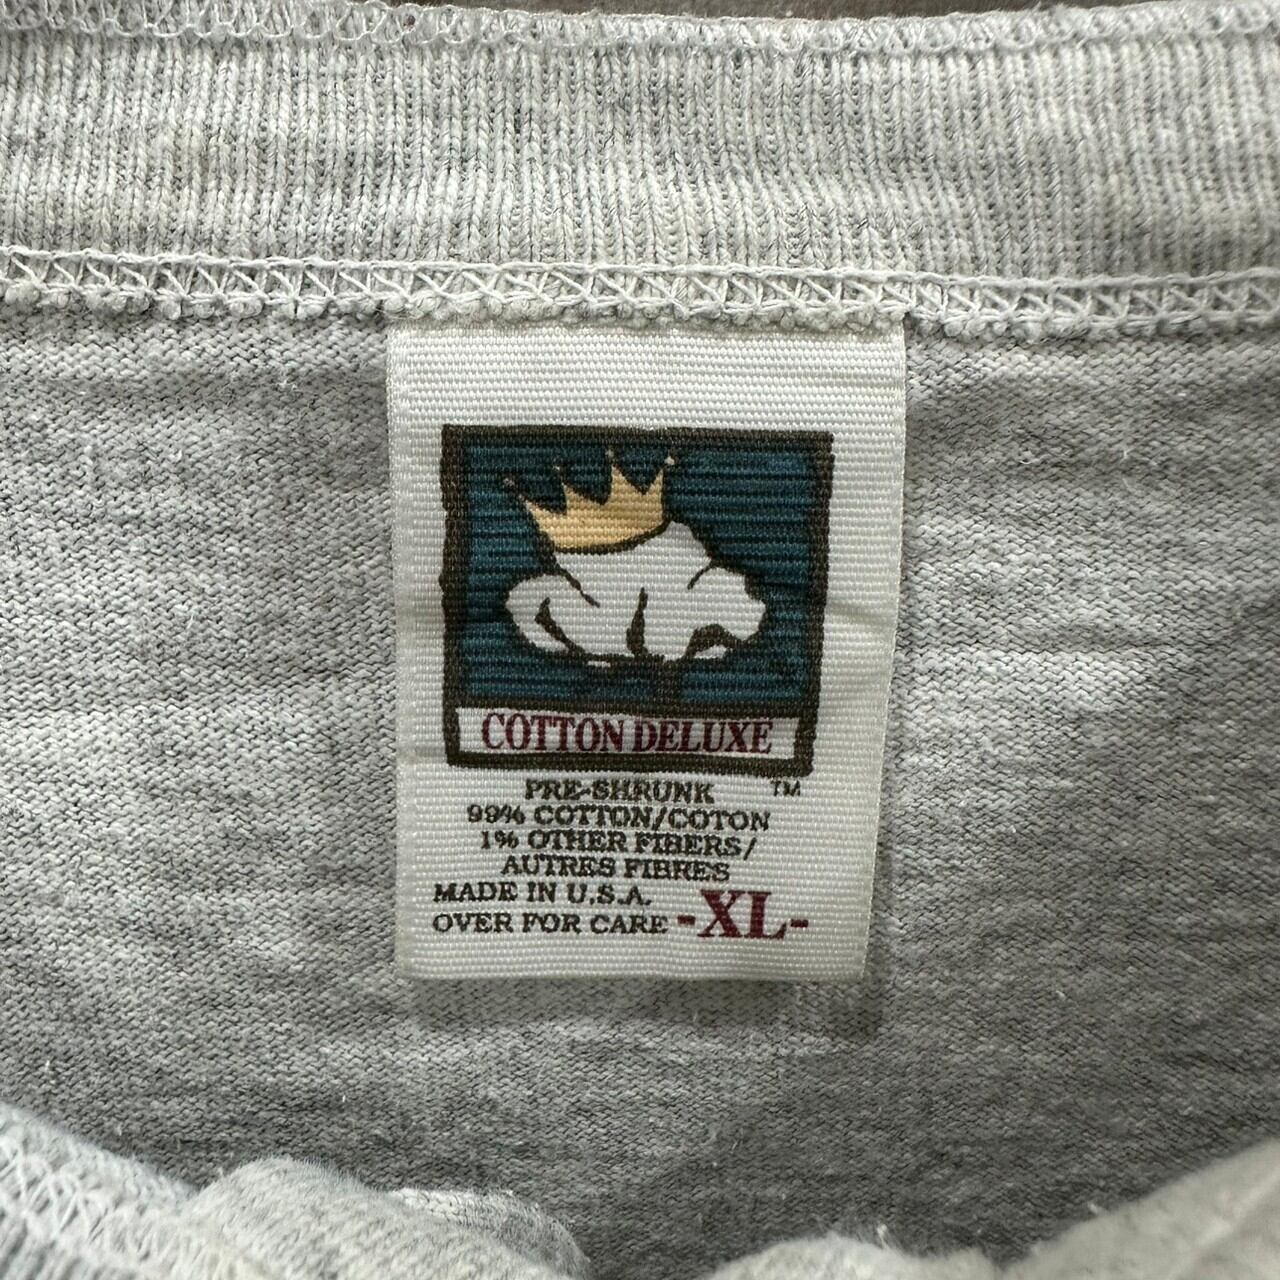 COTTON DELUXE
TM
PRE-SHRUNK
99% COTTON/COTON
1% OTHER FIBERS/
AUTRES FIBRES
MADE IN U.S.A.
OVER FOR CARE -XL-